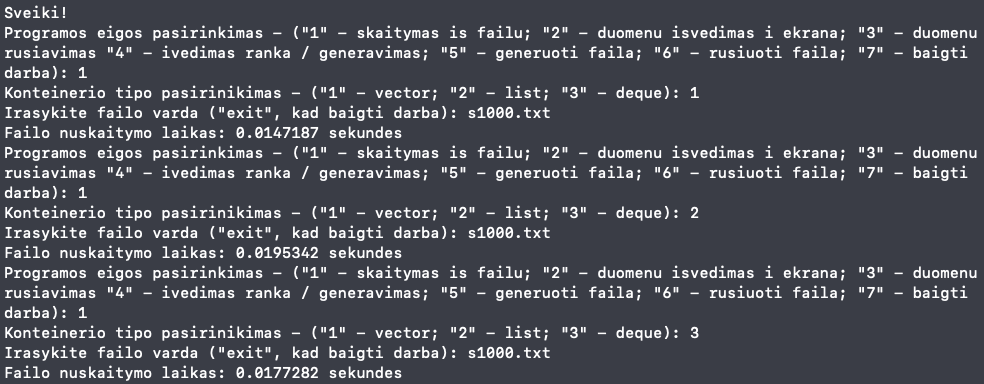 Sveiki!
Programos eigos pasirinkimas – ("1" – skaitymas is failu; "2" – duomenu isvedimas i ekrana; "3" – duomenu
rusiavimas "4" – ivedimas ranka / generavimas; "5" – generuoti faila; "6" – rusiuoti faila; "7" – baigti
darba): 1
Konteinerio tipo pasirinikimas – ("1" – vector; "2" – list; "3" – deque): 1
Irasykite failo varda ("exit", kad baigti darba): s1000.txt
Failo nuskaitymo laikas: 0.0147187 sekundes
Programos eigos pasirinkimas – ("1" – skaitymas is failu; "2" – duomenu isvedimas i ekrana; "3" – duomenu
rusiavimas "4" – ivedimas ranka / generavimas; "5" – generuoti faila; "6" – rusiuoti faila; "7" – baigti
darba): 1
Konteinerio tipo pasirinikimas – ("1" – vector; "2" – list; "3" – deque): 2
Irasykite failo varda ("exit", kad baigti darba): s1000.txt
Failo nuskaitymo laikas: 0.0195342 sekundes
Programos eigos pasirinkimas – ("1" – skaitymas is failu; "2" – duomenu isvedimas i ekrana; "3" – duomenu
rusiavimas "4" – ivedimas ranka / generavimas; "5" – generuoti faila; "6" – rusiuoti faila; "7" – baigti
darba): 1
Konteinerio tipo pasirinikimas – ("1" – vector; "2" – list; "3" – deque): 3
Irasykite failo varda ("exit", kad baigti darba): s1000.txt
Failo nuskaitymo laikas: 0.0177282 sekundes